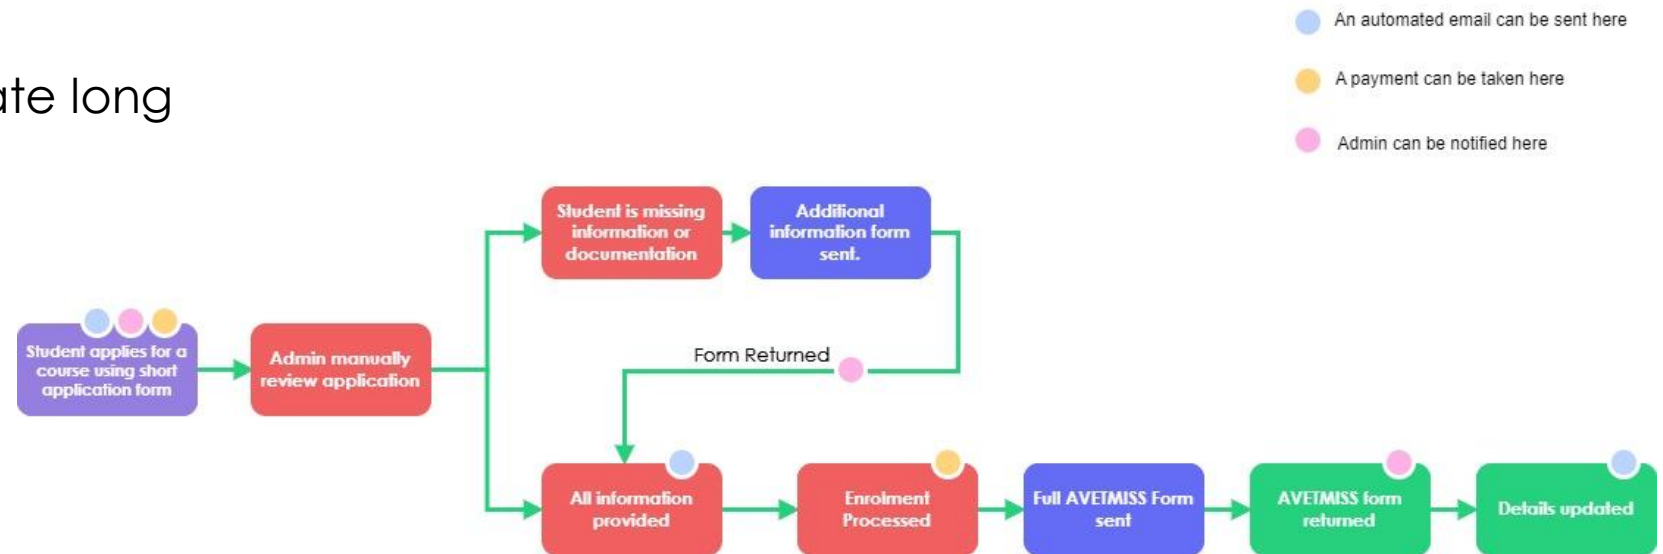 An automated email can be sent here
A payment can be taken here
Admin can be notified here
ate long
Student is missing
information or
documentation
Additional
information form
sent.
Student applies for a
course using short
application form
Admin manually
review application
Form Returned
All information
provided
Enrolment
Processed
Full AVETMISS Form
sent
AVETMISS form
returned
Details updated